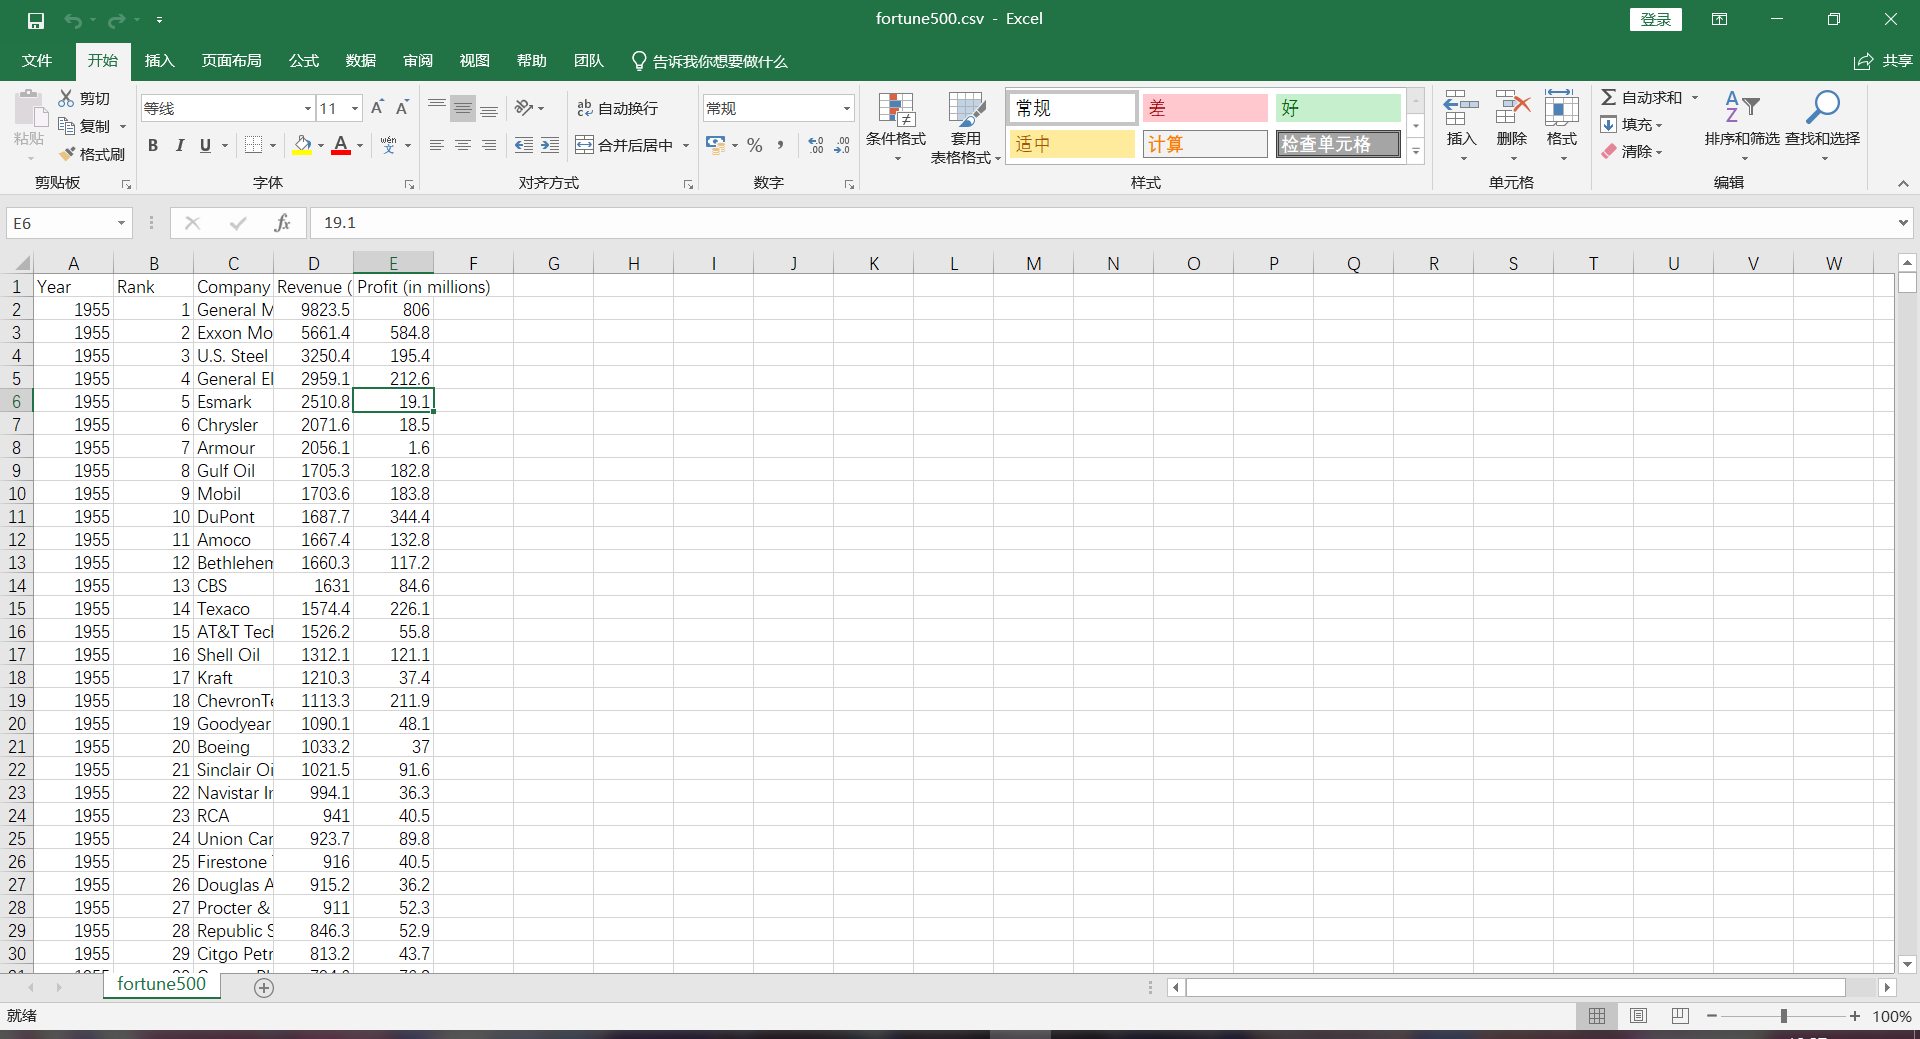 fortune500.csv - Excel
登录
文件 开始 插入 页面布局 公式 数据 审阅 视图 帮助 团队 告诉我你想要做什么 共享
粘贴 剪切 复制 格式刷 剪贴板
等线 11 B I U A A A wén 字体
ab 自动换行 合并后居中 对齐方式
常规 % , .0 .00 .00 .0 数字
条件格式 套用 表格格式
常规 差 好
适中 计算 检查单元格
样式
插入 删除 格式 单元格
自动求和 填充 清除 排序和筛选 查找和选择 编辑
E6 fx 19.1
A B C D E F G H I J K L M N O P Q R S T U V W
1 Year Rank Company Revenue ( Profit (in millions)
2 1955 1 General M 9823.5 806
3 1955 2 Exxon Mo 5661.4 584.8
4 1955 3 U.S. Steel 3250.4 195.4
5 1955 4 General El 2959.1 212.6
6 1955 5 Esmark 2510.8 19.1
7 1955 6 Chrysler 2071.6 18.5
8 1955 7 Armour 2056.1 1.6
9 1955 8 Gulf Oil 1705.3 182.8
10 1955 9 Mobil 1703.6 183.8
11 1955 10 DuPont 1687.7 344.4
12 1955 11 Amoco 1667.4 132.8
13 1955 12 Bethlehem 1660.3 117.2
14 1955 13 CBS 1631 84.6
15 1955 14 Texaco 1574.4 226.1
16 1955 15 AT&T Tech 1526.2 55.8
17 1955 16 Shell Oil 1312.1 121.1
18 1955 17 Kraft 1210.3 37.4
19 1955 18 ChevronTe 1113.3 211.9
20 1955 19 Goodyear 1090.1 48.1
21 1955 20 Boeing 1033.2 37
22 1955 21 Sinclair Oi 1021.5 91.6
23 1955 22 Navistar In 994.1 36.3
24 1955 23 RCA 941 40.5
25 1955 24 Union Car 923.7 89.8
26 1955 25 Firestone 916 40.5
27 1955 26 Douglas A 915.2 36.2
28 1955 27 Procter & 911 52.3
29 1955 28 Republic S 846.3 52.9
30 1955 29 Citgo Petr 813.2 43.7
fortune500
就绪 100%